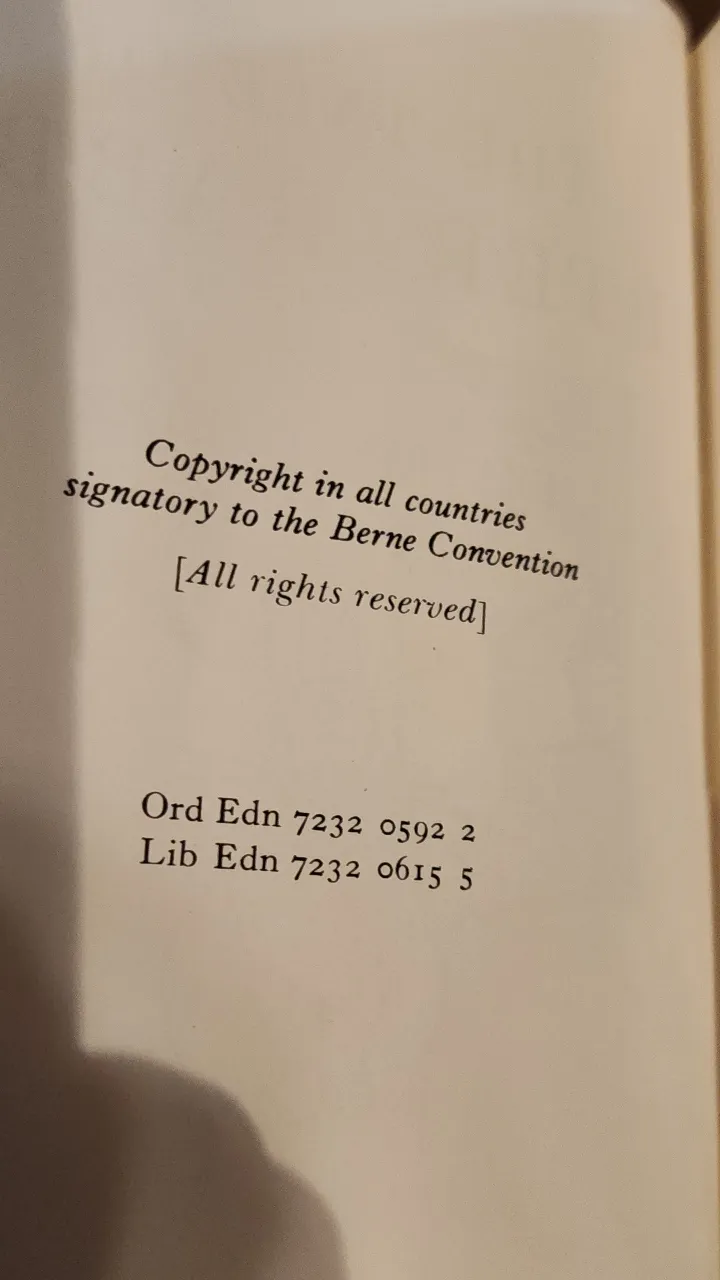 Copyright in all countries
signatory to the Berne Convention
[All rights reserved]
Ord Edn 7232 0592 2
Lib Edn 7232 0615 5